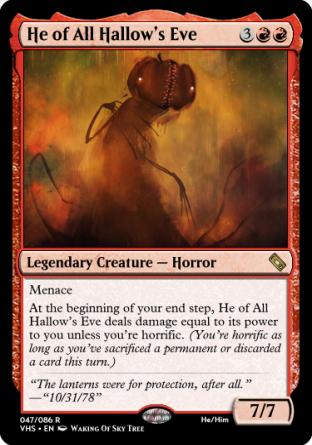 He of All Hallow's Eve 3
Legendary Creature — Horror
Menace
At the beginning of your end step, He of All
Hallow's Eve deals damage equal to its power
to you unless you're horrific. (You're horrific as
long as you've sacrificed a permanent or discarded
a card this turn.)
"The lanterns were for protection, after all."
—"10/31/78"
7/7
047/086 R He/Him
VHS • EN Waking Of Sky Tree